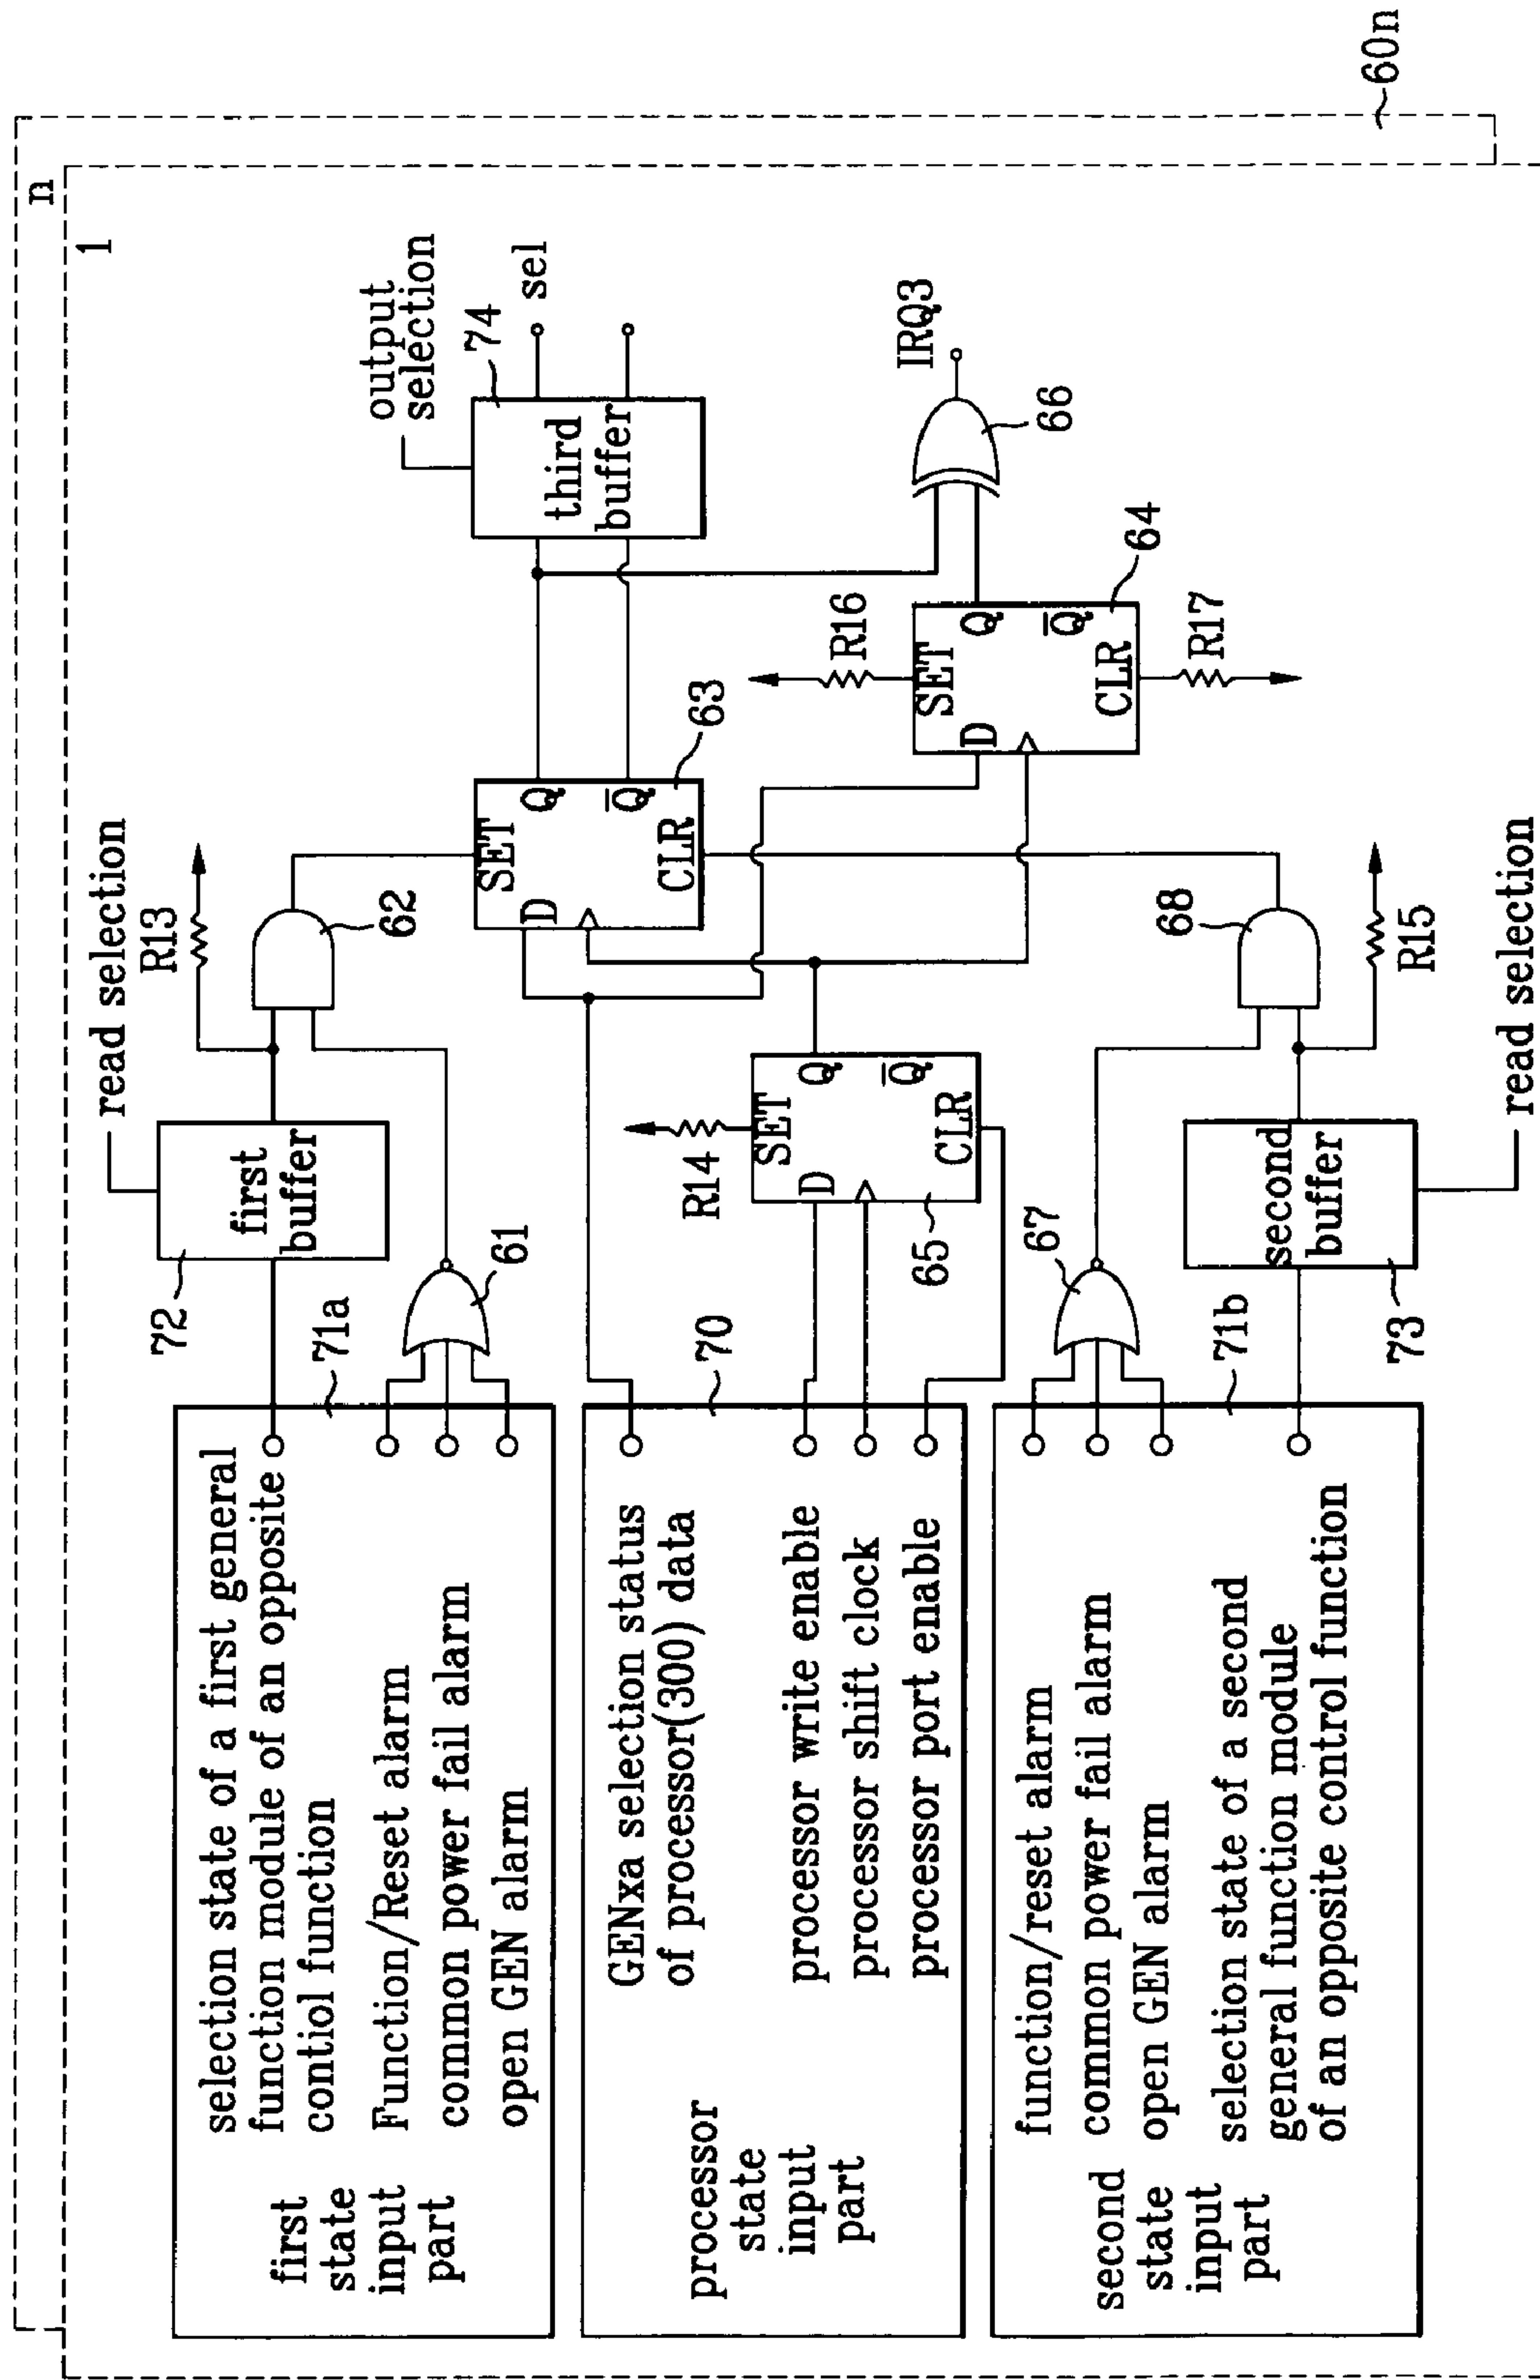 n
1
60n
first
state
input
part
selection state of a first general
function module of an opposite
contiol function
Function/Reset alarm
common power fail alarm
open GEN alarm
71a
72
first
buffer
read selection
R13
61
62
processor
state
input
part
GENxa selection status
of processor(300) data
processor write enable
processor shift clock
processor port enable
70
R14
SET
D
Q
Q
CLR
65
SET
D
Q
Q
CLR
63
output
selection
74
third
buffer
sel
R16
SET
D
Q
Q
CLR
64
R17
IRQ3
66
second
state
input
part
function/reset alarm
common power fail alarm
open GEN alarm
selection state of a second
general function module
of an opposite control function
71b
67
second
buffer
73
68
R15
read selection